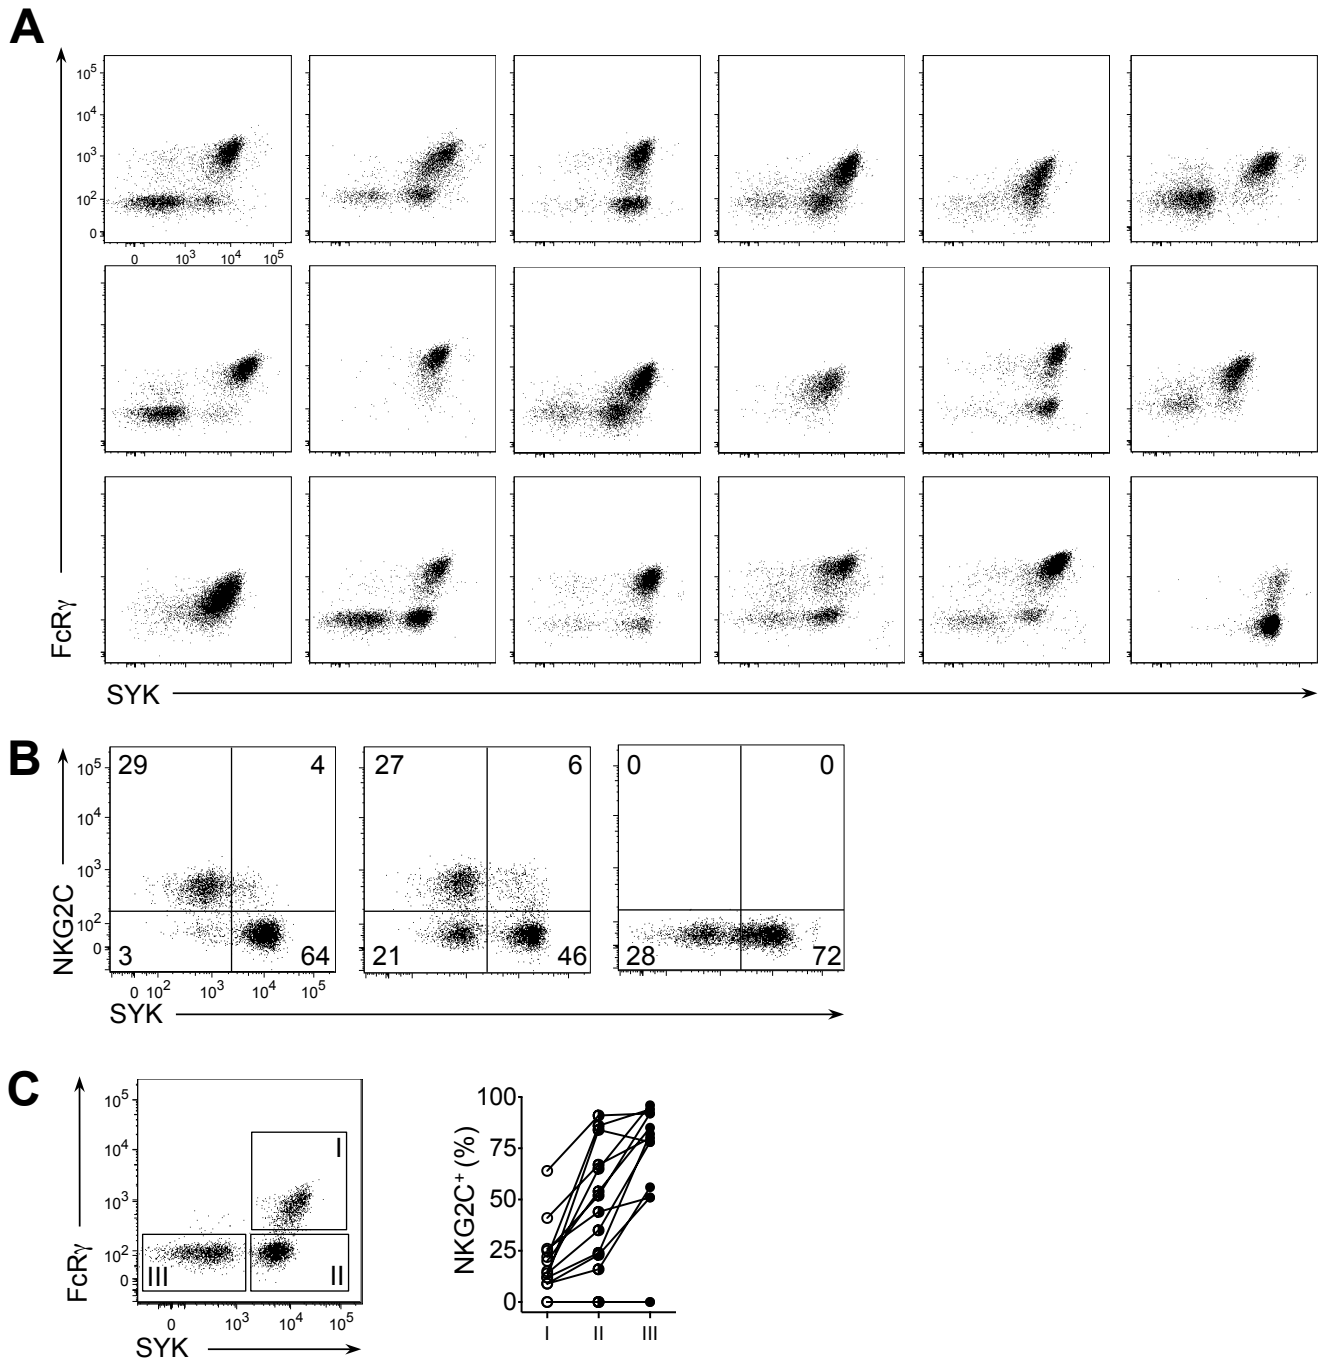 A
10⁵
10⁴
10³
10²
0
0 10³ 10⁴ 10⁵
FcRγ
SYK
B
10⁵
10⁴
10³
10²
0
NKG2C
29 4
3 64
27 6
21 46
0 0
28 72
0 10² 10³ 10⁴ 10⁵
SYK
C
10⁵
10⁴
10³
10²
0
FcRγ
I
III II
0 10³ 10⁴ 10⁵
SYK
100
75
50
25
0
NKG2C⁺ (%)
I II III